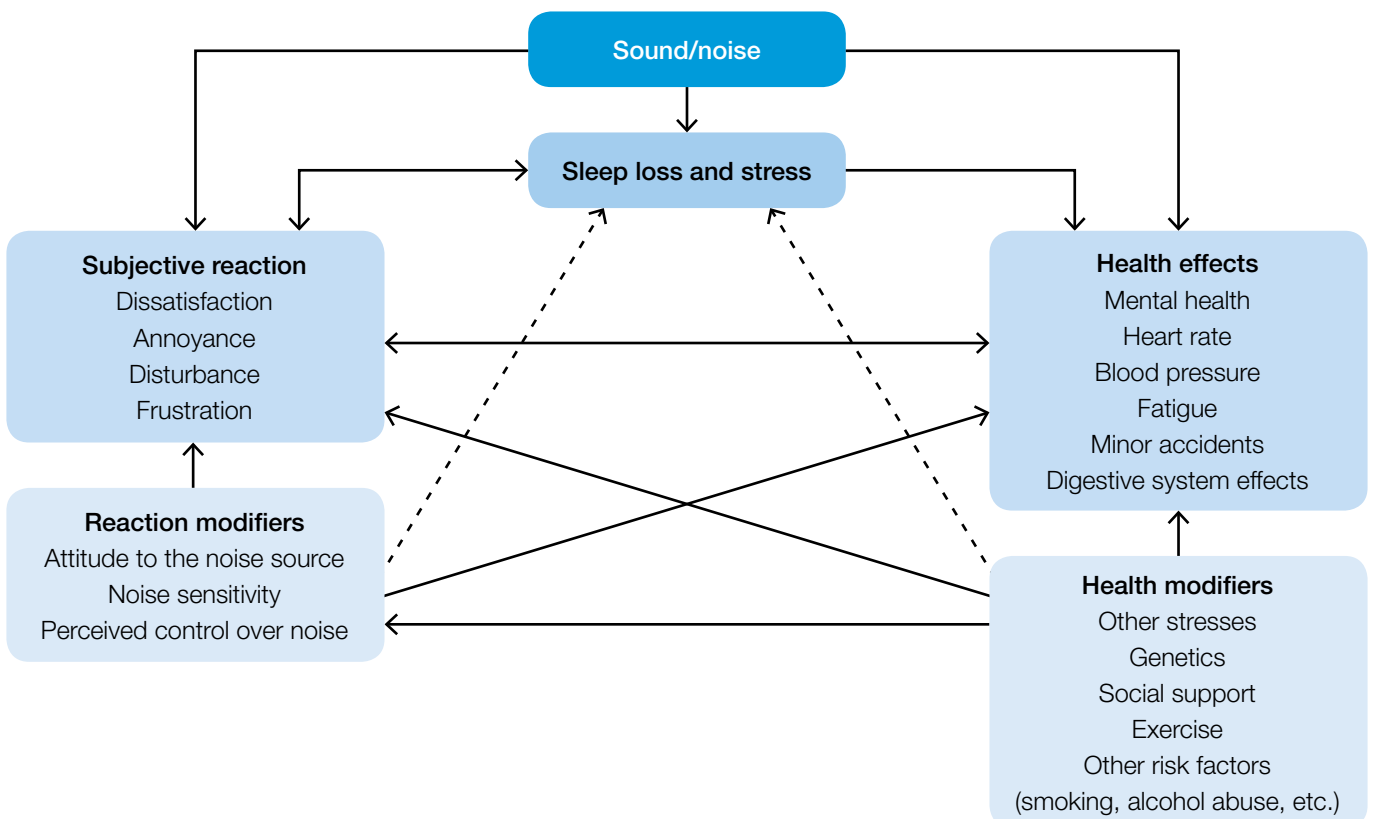 Sound/noise
Sleep loss and stress
Subjective reaction
Dissatisfaction
Annoyance
Disturbance
Frustration
Health effects
Mental health
Heart rate
Blood pressure
Fatigue
Minor accidents
Digestive system effects
Reaction modifiers
Attitude to the noise source
Noise sensitivity
Perceived control over noise
Health modifiers
Other stresses
Genetics
Social support
Exercise
Other risk factors
(smoking, alcohol abuse, etc.)